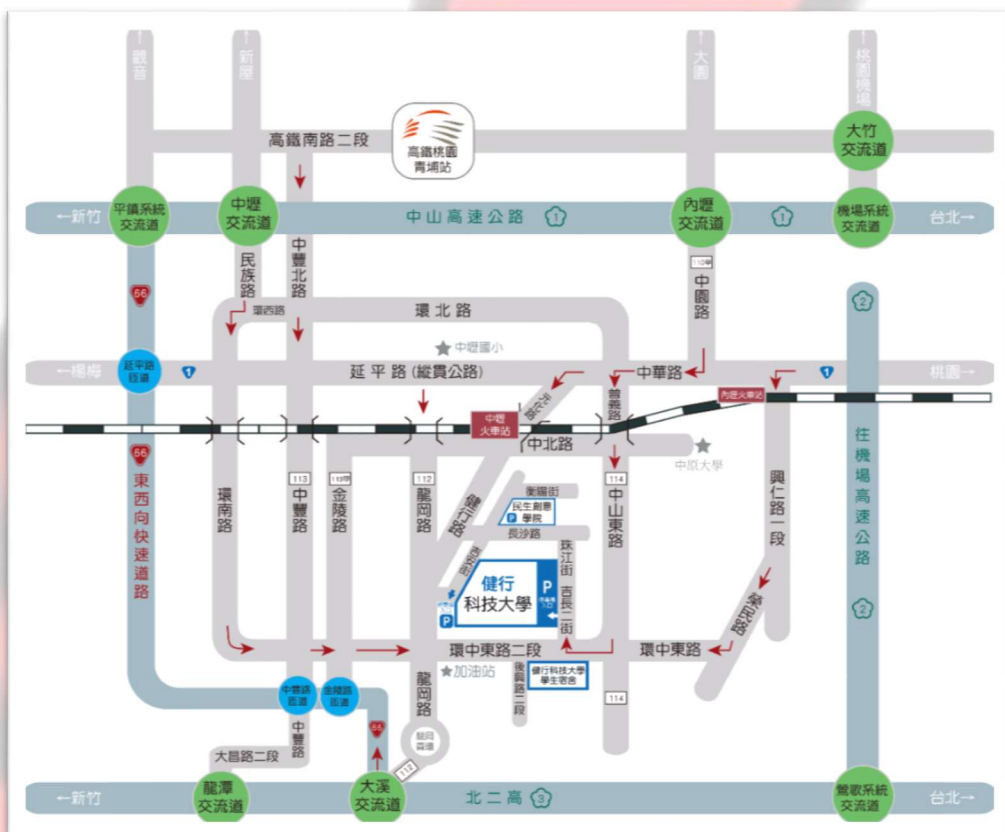 觀音
新屋
大園
桃園機場
高鐵南路二段
高鐵桃園
青埔站
大竹
交流道
←新竹
平鎮系統
交流道
中壢
交流道
中山高速公路
1
內壢
交流道
1
機場系統
交流道
台北→
民族路
中豐北路
110甲
中園路
66
環西路
環北路
2
中壢國小
←楊梅
延平路
匝道
1
延平路(縱貫公路)
中華路
1
桃園→
元化路
普義路
內壢火車站
中壢
火車站
中北路
中原大學
往機場高速公路
66
東西向快速道路
環南路
113
中豐路
113甲
金陵路
112
龍岡路
健行路
114
中山東路
興仁路一段
衡陽街
民生創意
學院
P
長沙路
珠江街
健行
科技大學
P
P
吉長二街
榮民路
2
環中東路二段
環中東路
加油站
後興路二段
健行科技大學
學生宿舍
中豐路
匝道
金陵路
匝道
龍岡路
114
中豐路
66
龍岡
圓環
大昌路二段
112
←新竹
龍潭
交流道
大溪
交流道
北二高
3
鶯歌系統
交流道
台北→